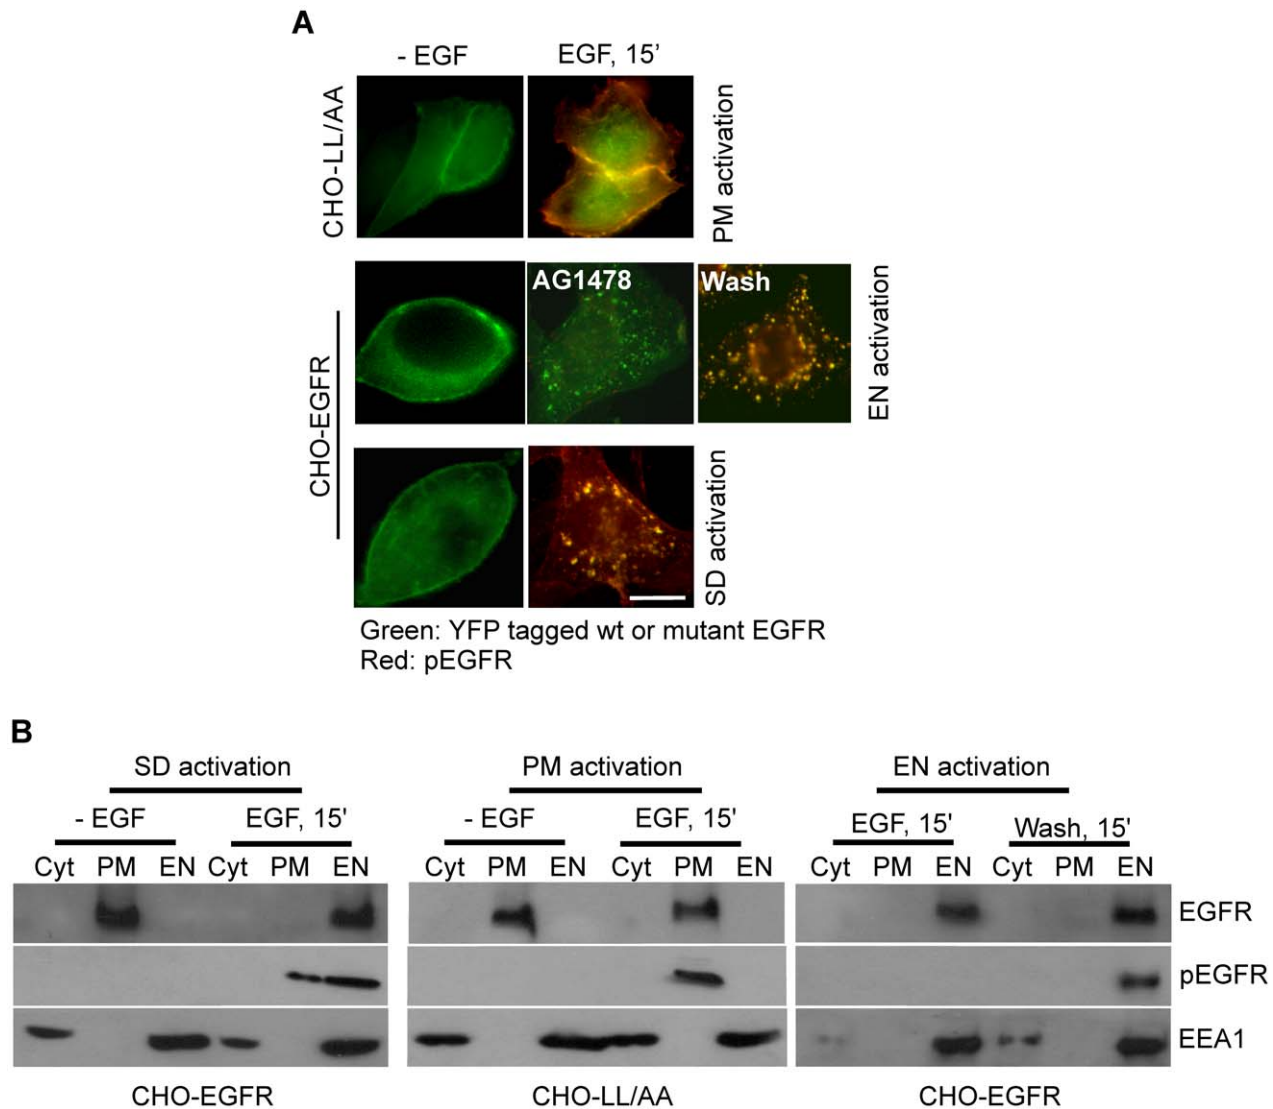 A
- EGF
EGF, 15’
CHO-LL/AA
PM activation
CHO-EGFR
AG1478
Wash
EN activation
SD activation
Green: YFP tagged wt or mutant EGFR
Red: pEGFR
B
SD activation
PM activation
EN activation
- EGF
EGF, 15'
- EGF
EGF, 15'
EGF, 15'
Wash, 15'
Cyt PM EN Cyt PM EN
Cyt PM EN Cyt PM EN
Cyt PM EN Cyt PM EN
EGFR
pEGFR
EEA1
CHO-EGFR
CHO-LL/AA
CHO-EGFR